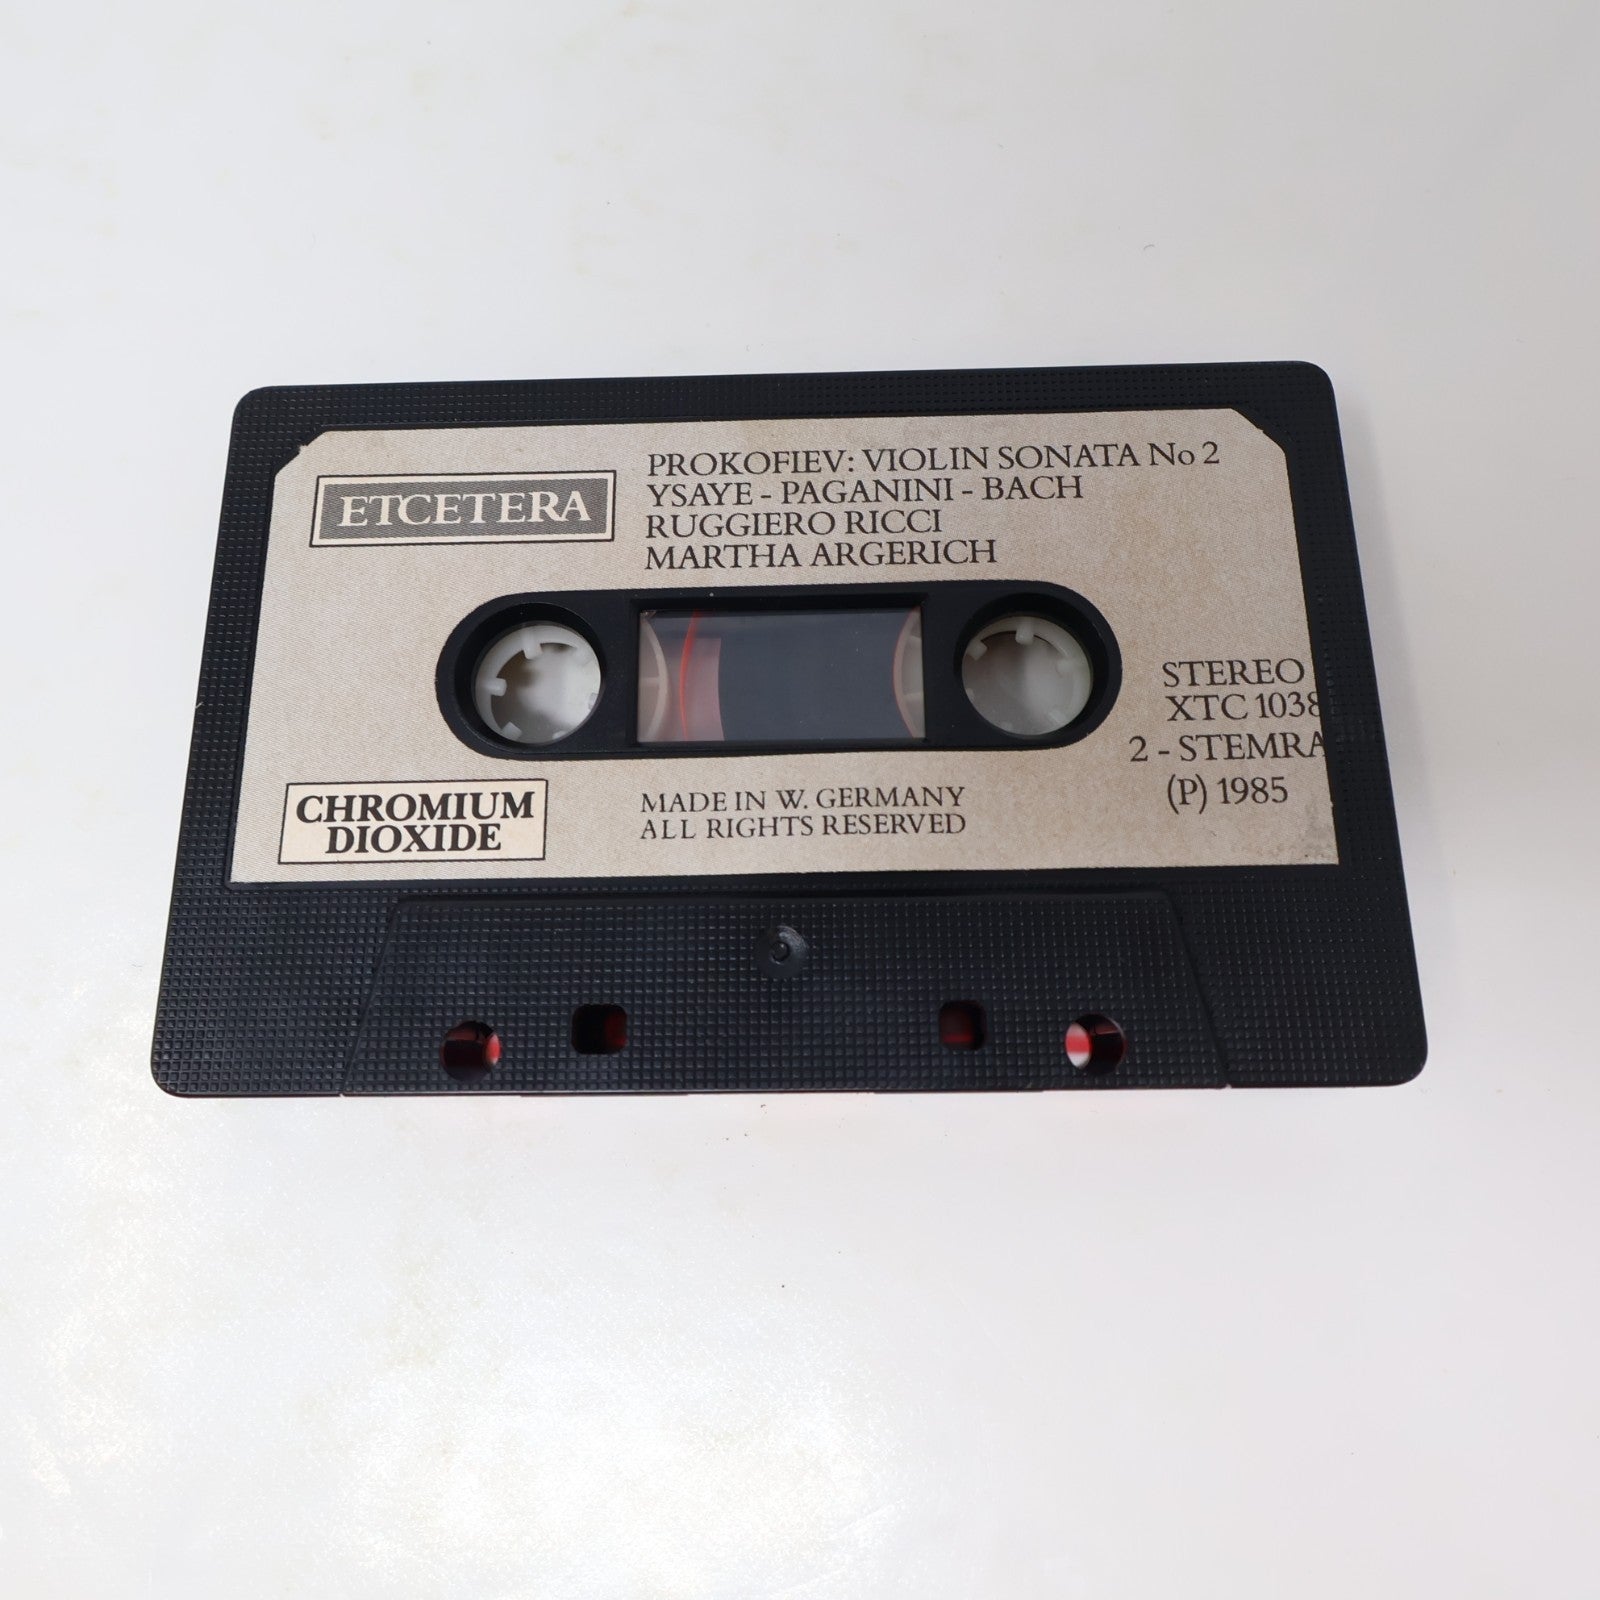 ETCETERA
PROKOFIEV: VIOLIN SONATA No 2
YSAYE - PAGANINI - BACH
RUGGIERO RICCI
MARTHA ARGERICH
STEREO
XTC 1038
2 - STEMRA
(P) 1985
CHROMIUM
DIOXIDE
MADE IN W. GERMANY
ALL RIGHTS RESERVED